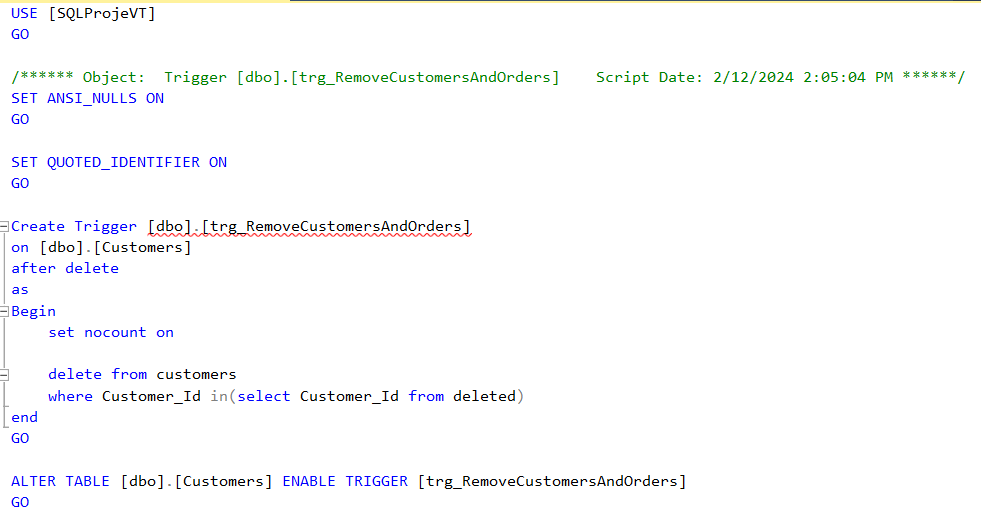 USE [SQLProjeVT]
GO
/****** Object:  Trigger [dbo].[trg_RemoveCustomersAndOrders]    Script Date: 2/12/2024 2:05:04 PM ******/
SET ANSI_NULLS ON
GO
SET QUOTED_IDENTIFIER ON
GO
Create Trigger [dbo].[trg_RemoveCustomersAndOrders]
on [dbo].[Customers]
after delete
as
Begin
set nocount on
delete from customers
where Customer_Id in(select Customer_Id from deleted)
end
GO
ALTER TABLE [dbo].[Customers] ENABLE TRIGGER [trg_RemoveCustomersAndOrders]
GO